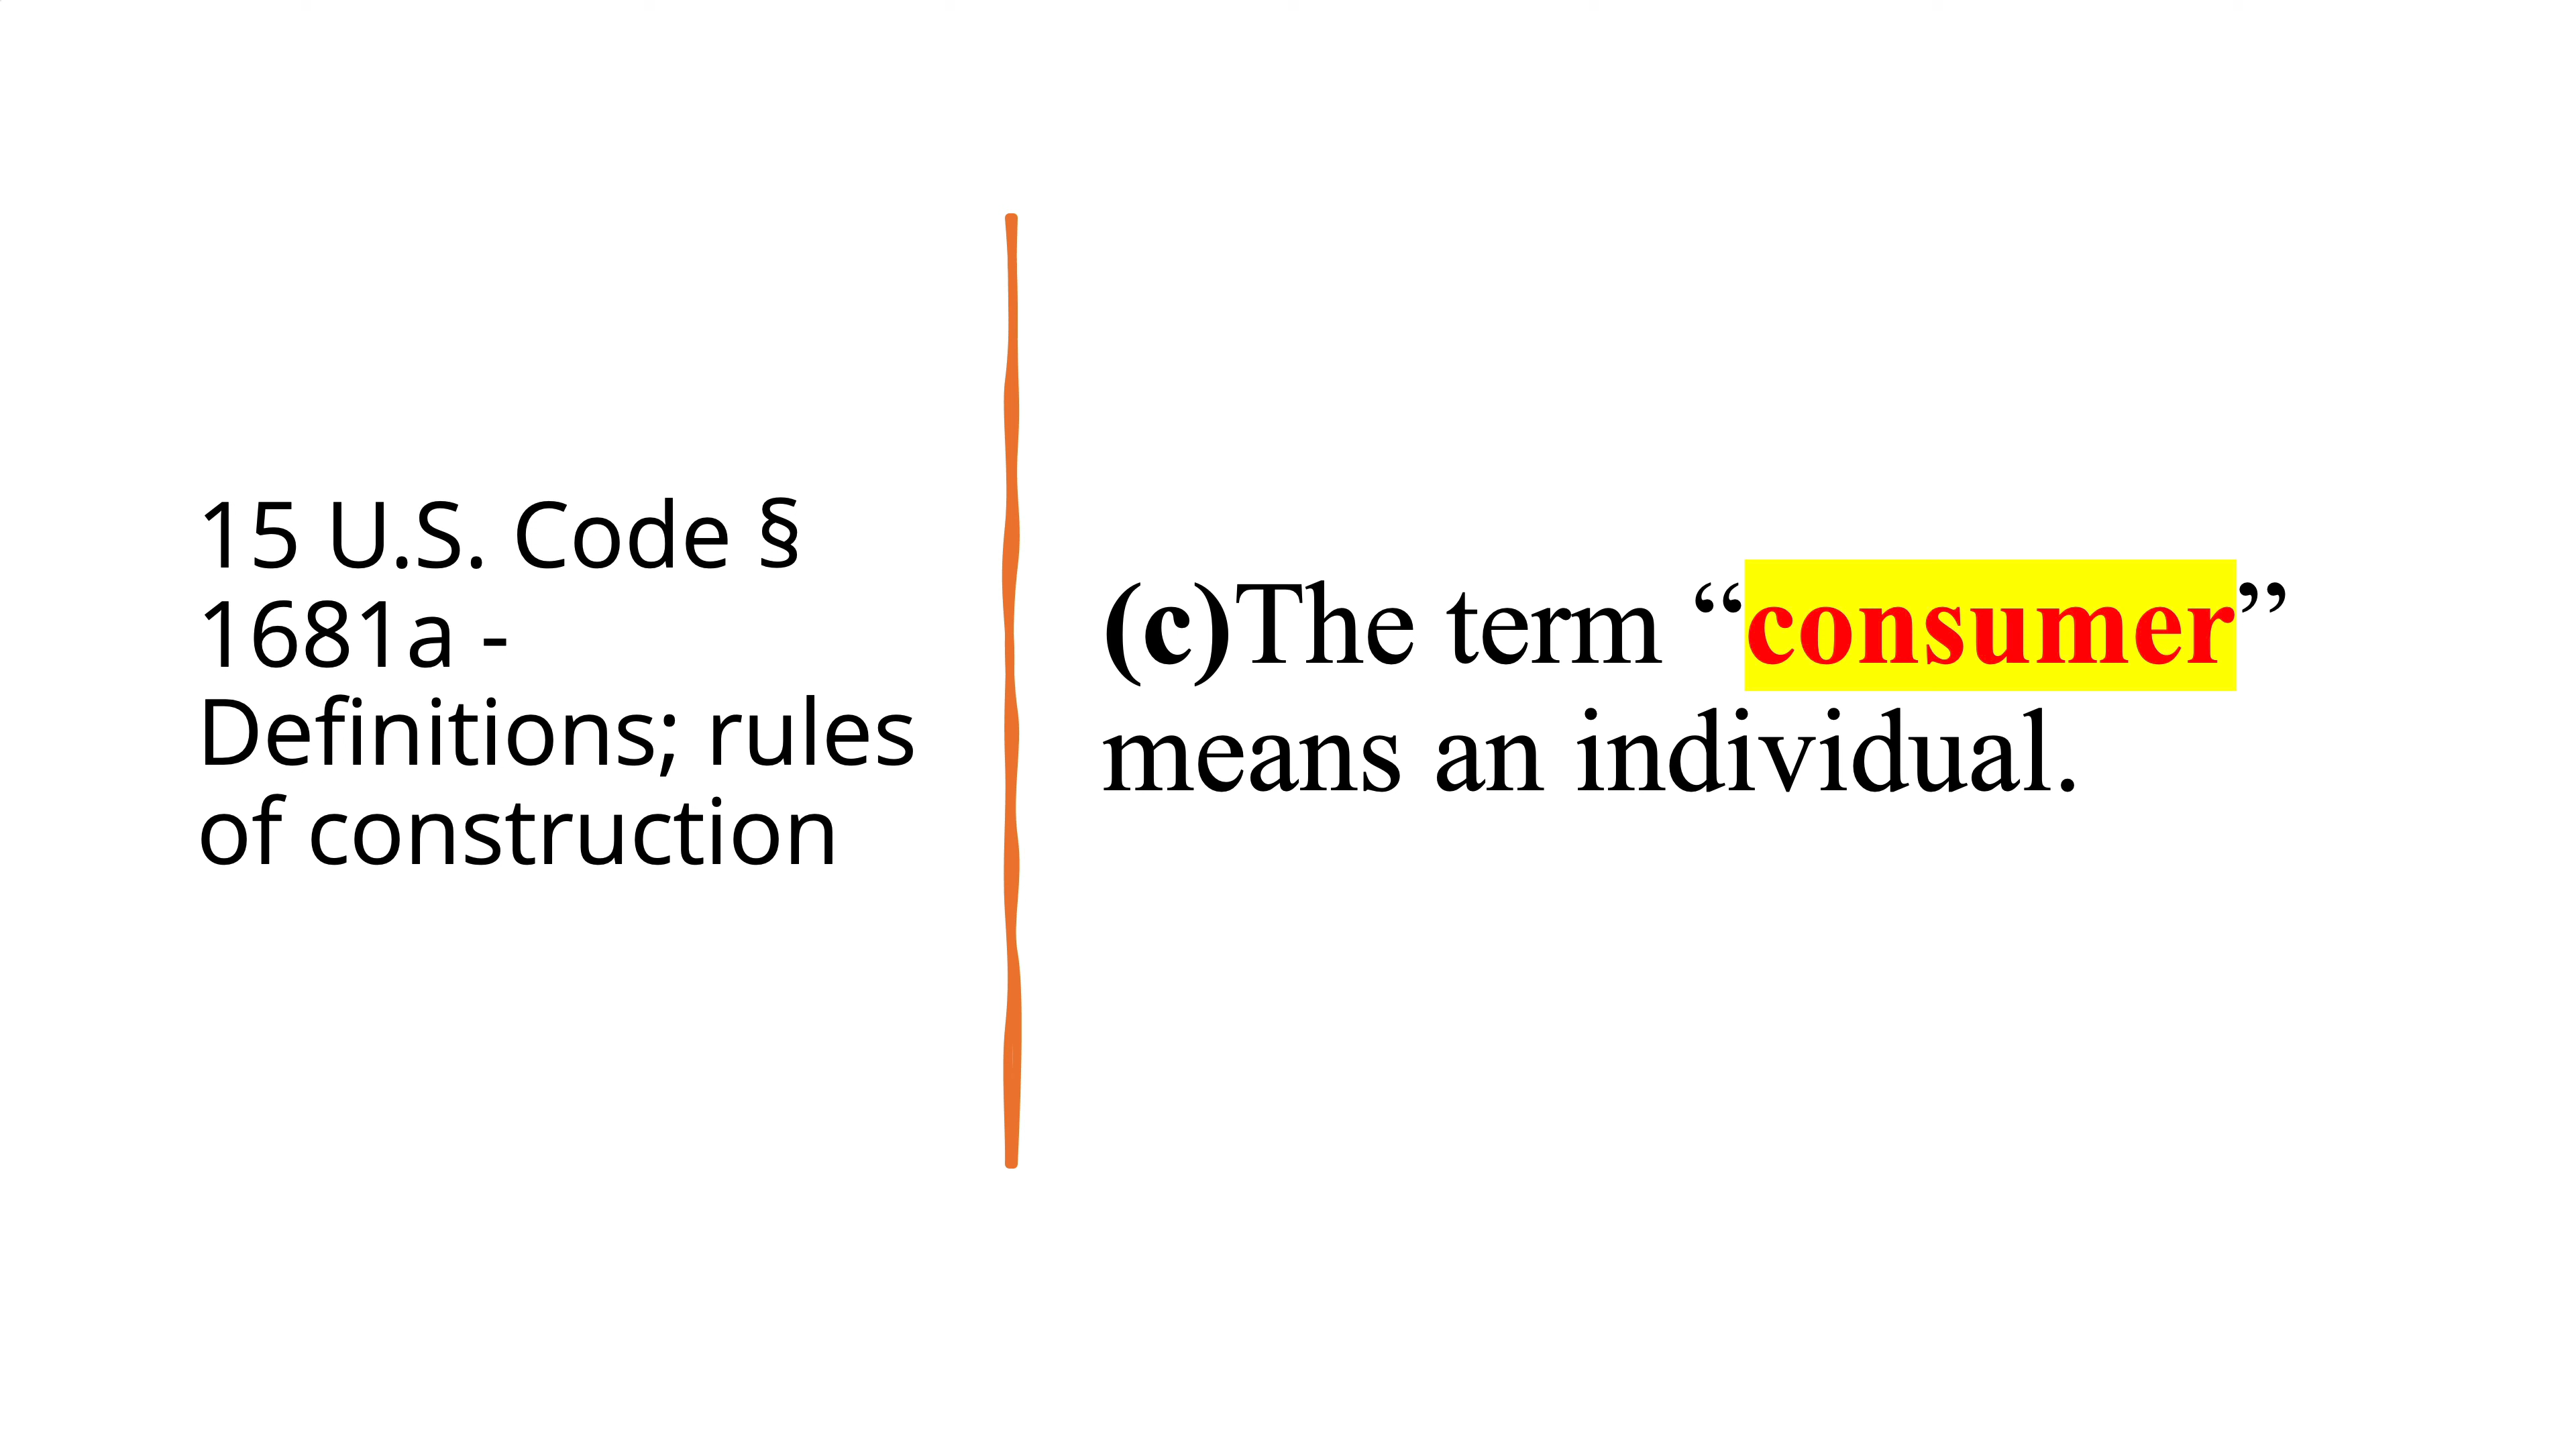 15 U.S. Code §
1681a -
Definitions; rules
of construction
(c)The term “consumer”
means an individual.